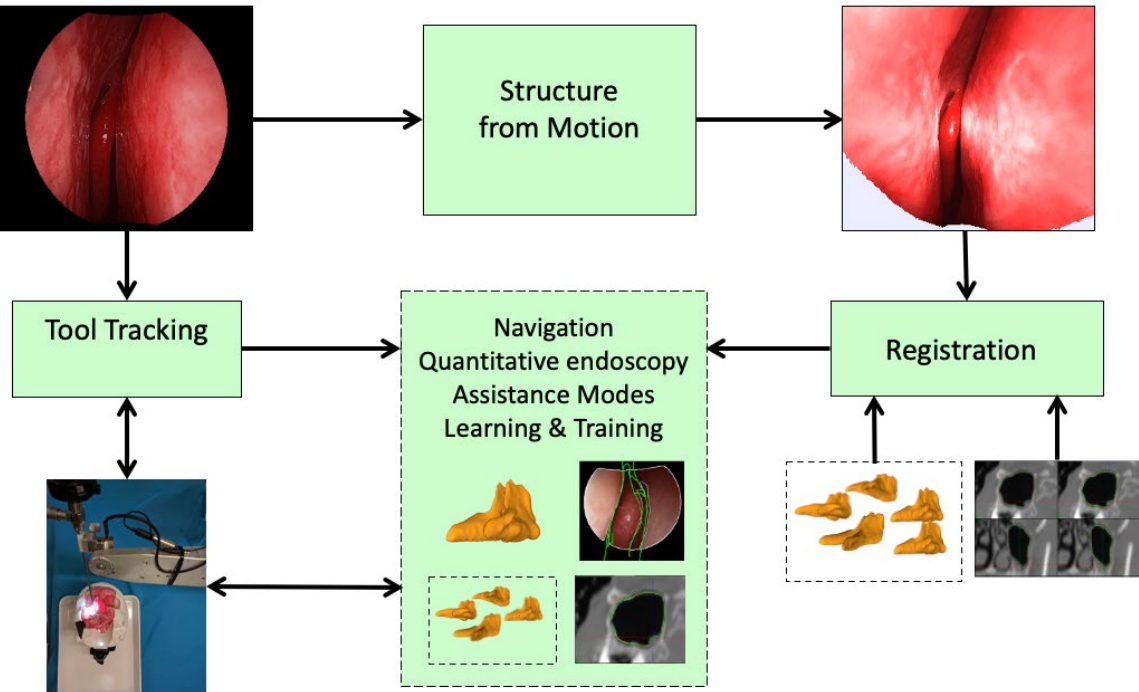 Structure
from Motion
Tool Tracking
Navigation
Quantitative endoscopy
Assistance Modes
Learning & Training
Registration